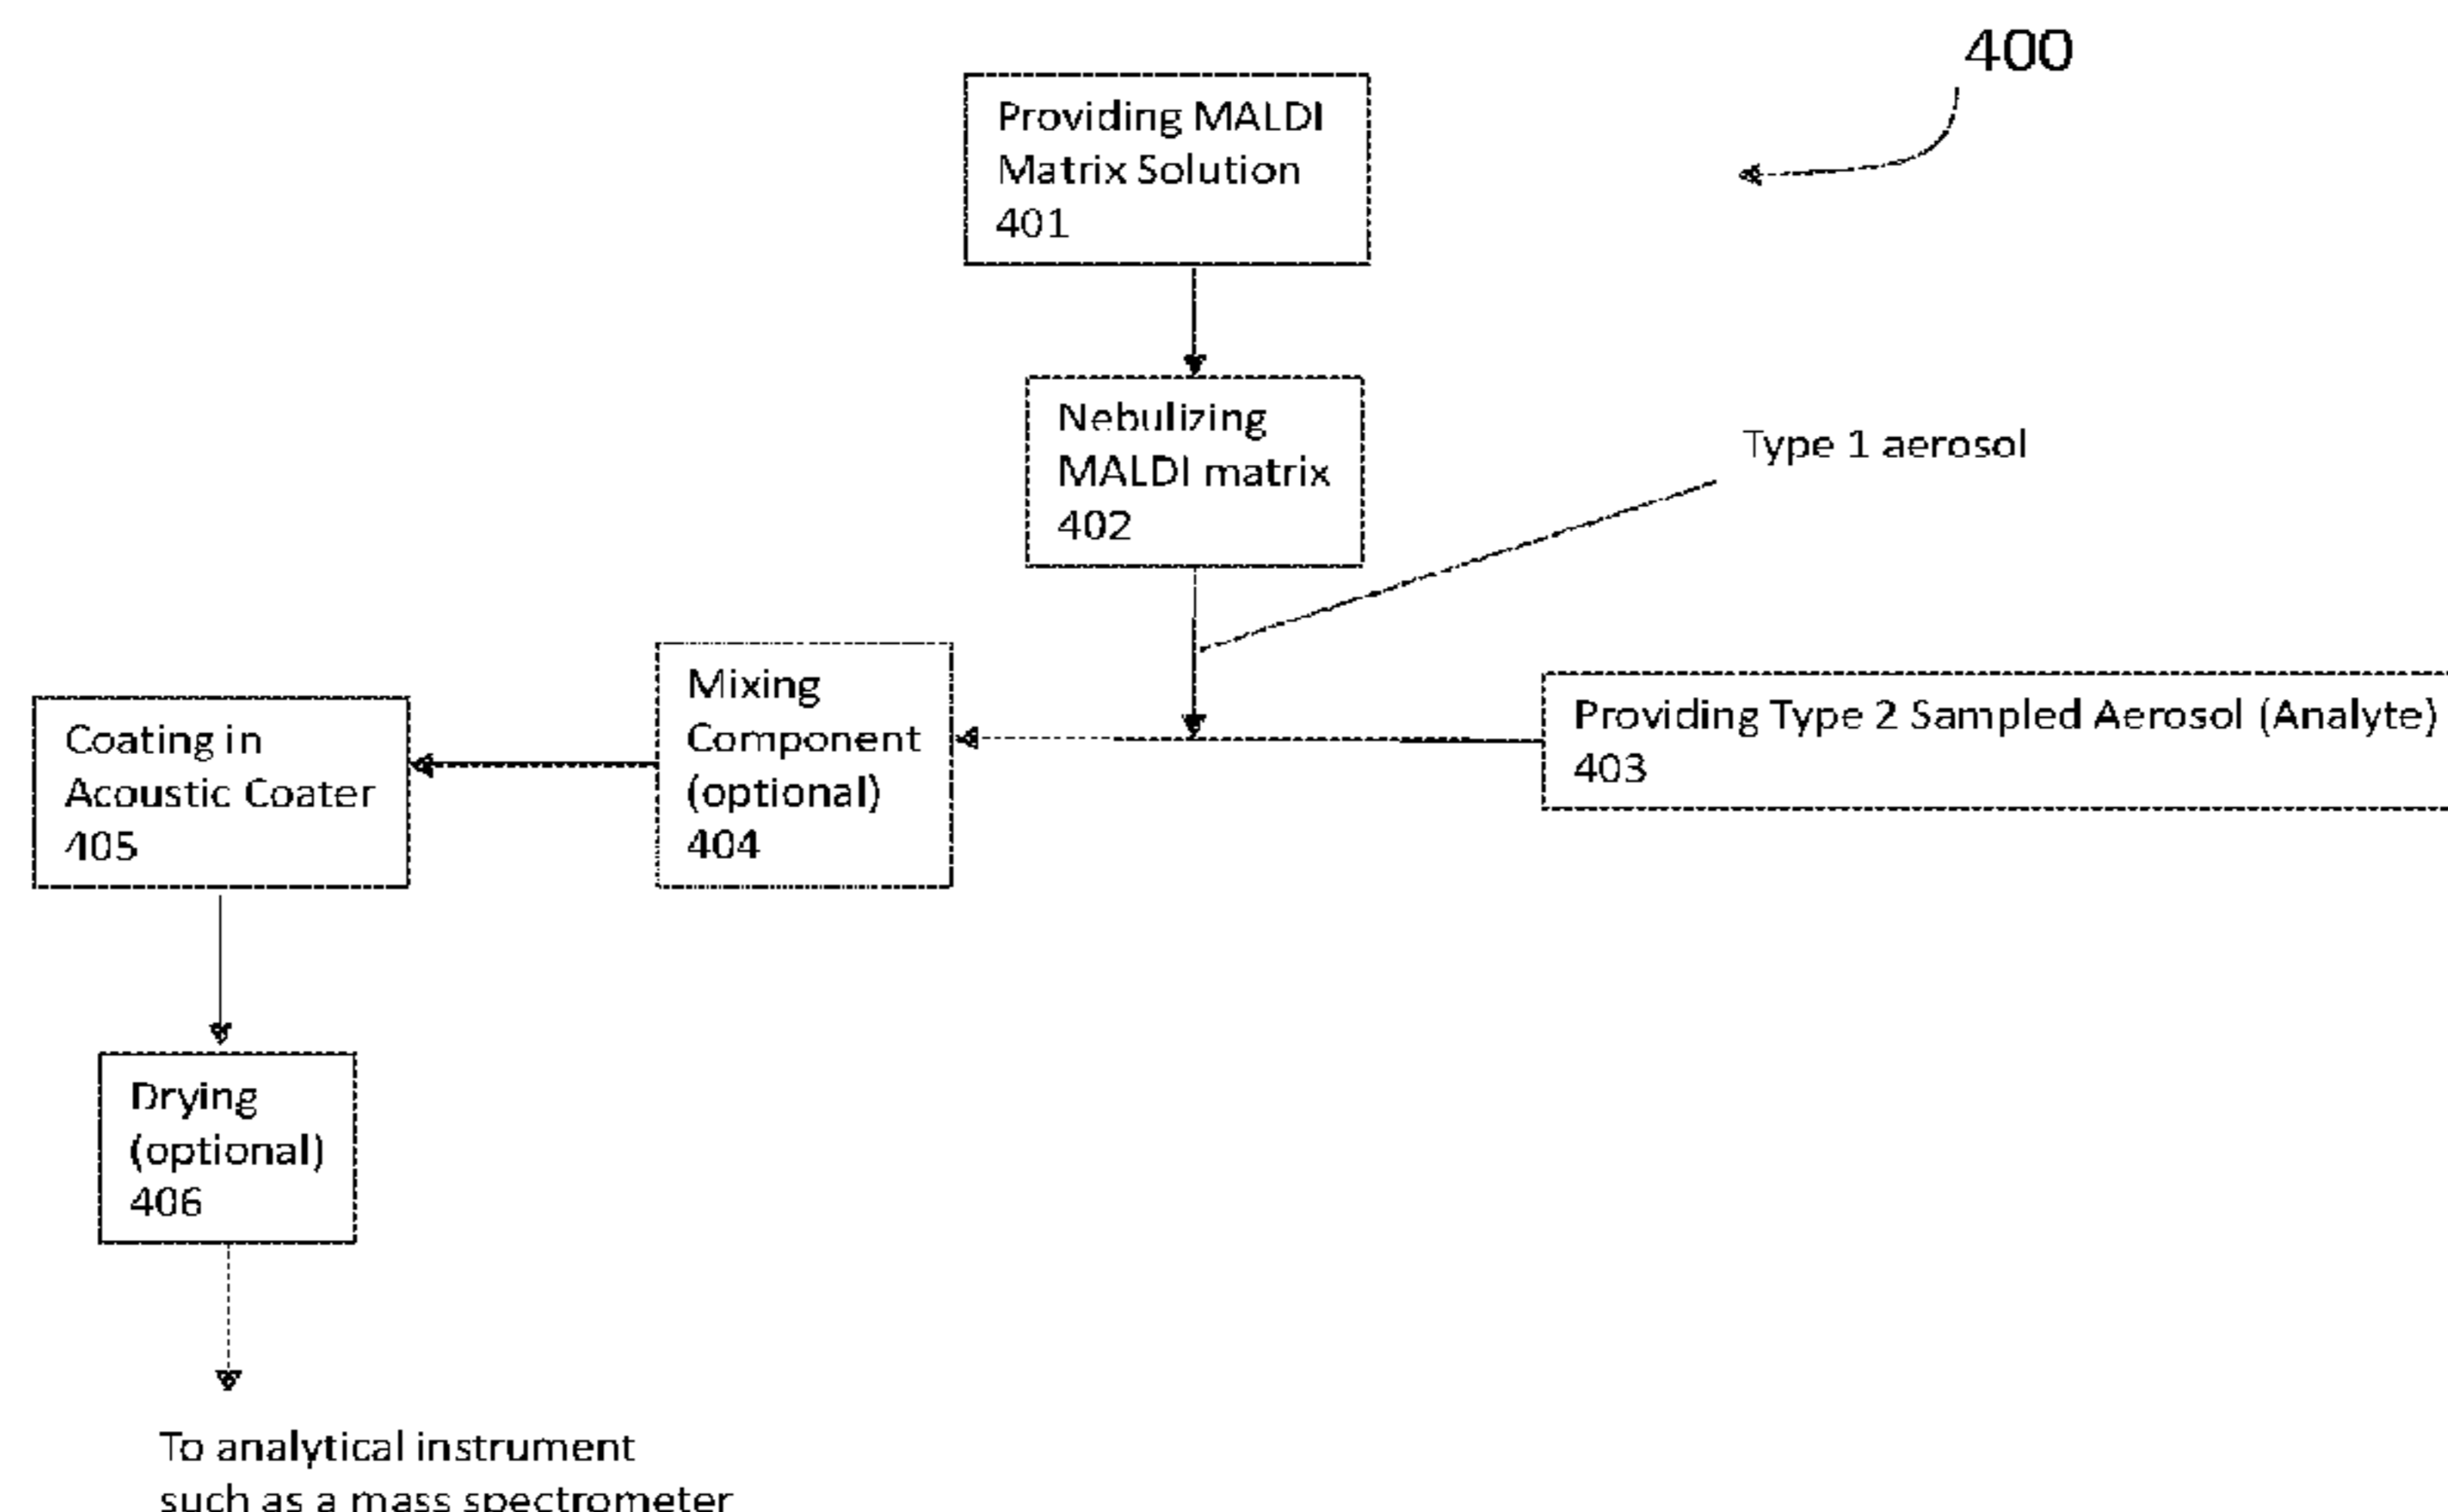 400
Providing MALDI
Matrix Solution
401
Nebulizing
MALDI matrix
402
Type 1 aerosol
Providing Type 2 Sampled Aerosol (Analyte)
403
Mixing
Component
(optional)
404
Coating in
Acoustic Coater
405
Drying
(optional)
406
To analytical instrument
such as a mass spectrometer